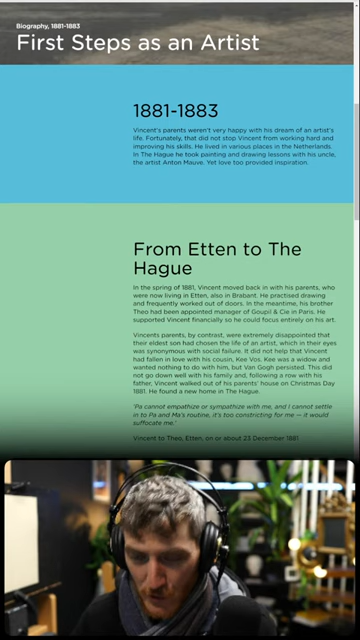 Biography, 1881-1883
First Steps as an Artist
1881-1883
Vincent's parents weren't very happy with his dream of an artist's
life. Fortunately, that did not stop Vincent from working hard and
improving his skills. He lived in various places in the Netherlands.
In The Hague he took painting and drawing lessons with his uncle,
the artist Anton Mauve. Yet love too provided inspiration.
From Etten to The
Hague
In the spring of 1881, Vincent moved back in with his parents, who
were now living in Etten, also in Brabant. He practised drawing
and frequently worked out of doors. In the meantime, his brother
Theo had been appointed manager of Goupil & Cie in Paris. He
supported Vincent financially so he could focus entirely on his art.
Vincents parents, by contrast, were extremely disappointed that
their eldest son had chosen the life of an artist, which in their eyes
was synonymous with social failure. It did not help that Vincent
had fallen in love with his cousin, Kee Vos. Kee was a widow and
wanted nothing to do with him, but Van Gogh persisted. This did
not go down well with his family and, following a row with his
father, Vincent walked out of his parents' house on Christmas Day
1881. He found a new home in The Hague.
'Pa cannot empathize or sympathize with me, and I cannot settle
in to Pa and Ma's routine, it's too constricting for me — it would
suffocate me.'
Vincent to Theo, Etten, on or about 23 December 1881